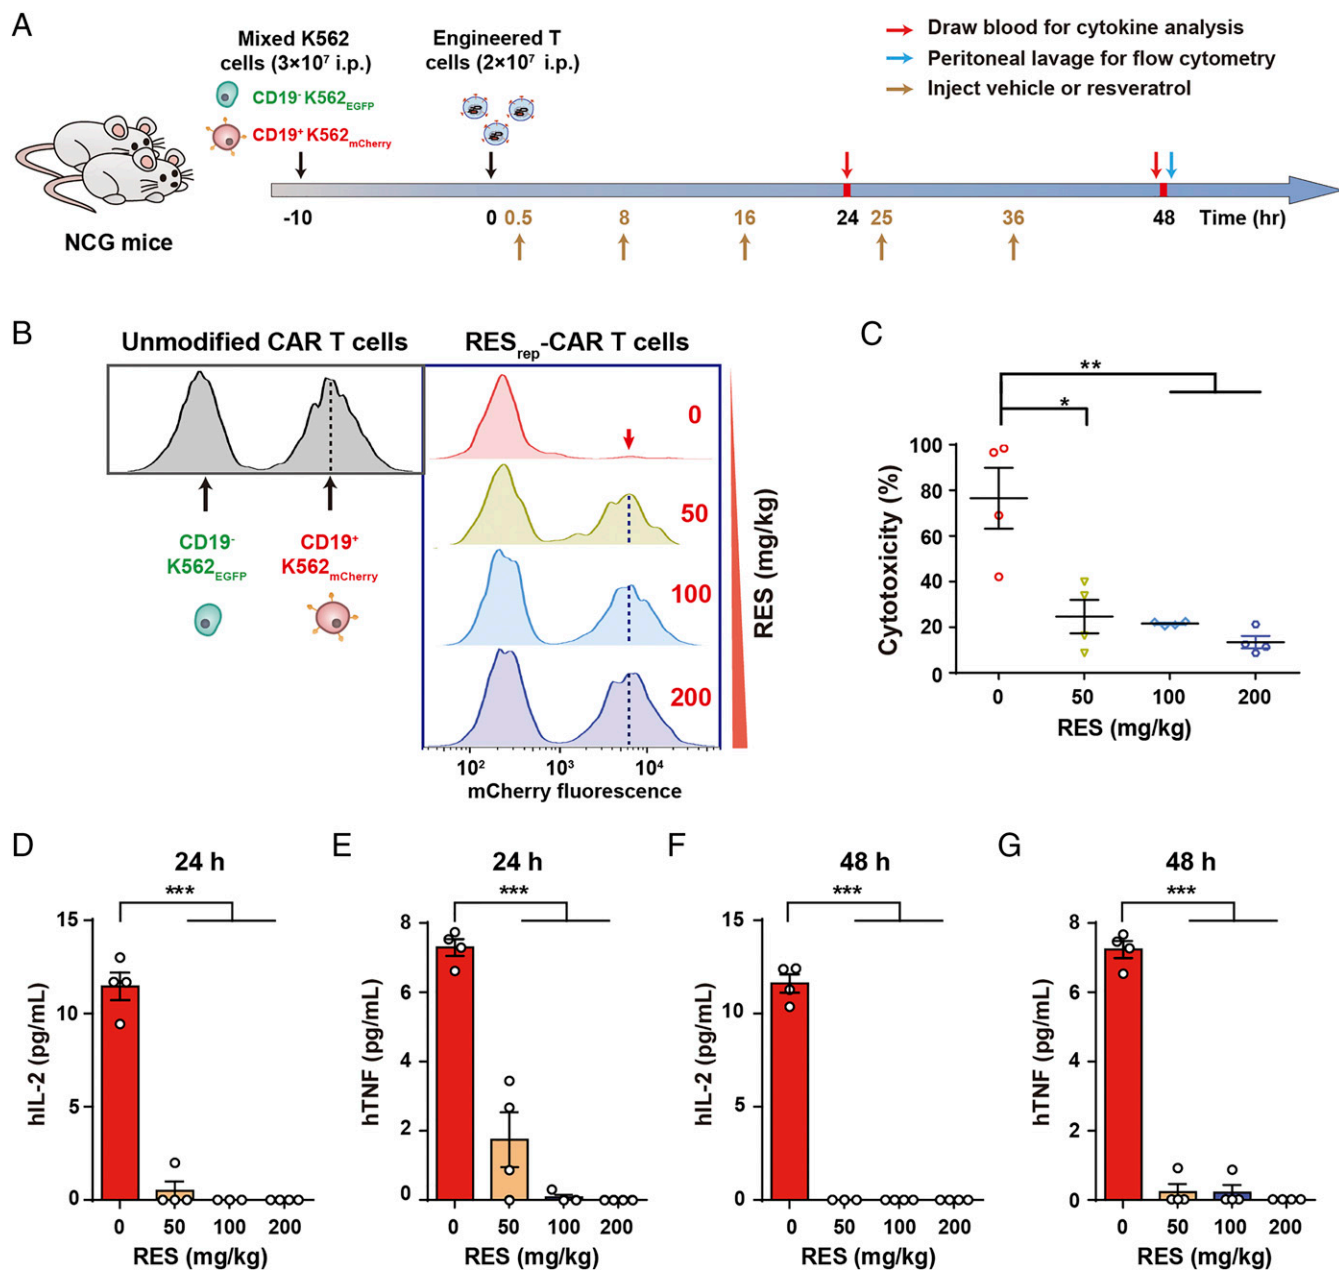 A
Mixed K562
cells (3×10⁷ i.p.)
CD19⁻ K562EGFP
CD19⁺ K562mCherry
Engineered T
cells (2×10⁷ i.p.)
Draw blood for cytokine analysis
Peritoneal lavage for flow cytometry
Inject vehicle or resveratrol
NCG mice
-10 0 0.5 8 16 24 25 36 48 Time (hr)
B
Unmodified CAR T cells
RESrep-CAR T cells
CD19⁻
K562EGFP
CD19⁺
K562mCherry
0
50
100
200
RES (mg/kg)
10² 10³ 10⁴
mCherry fluorescence
C
**
*
Cytotoxicity (%)
100
80
60
40
20
0
0 50 100 200
RES (mg/kg)
D
24 h
***
hIL-2 (pg/mL)
15
10
5
0
0 50 100 200
RES (mg/kg)
E
24 h
***
hTNF (pg/mL)
8
6
4
2
0
0 50 100 200
RES (mg/kg)
F
48 h
***
hIL-2 (pg/mL)
15
10
5
0
0 50 100 200
RES (mg/kg)
G
48 h
***
hTNF (pg/mL)
8
6
4
2
0
0 50 100 200
RES (mg/kg)